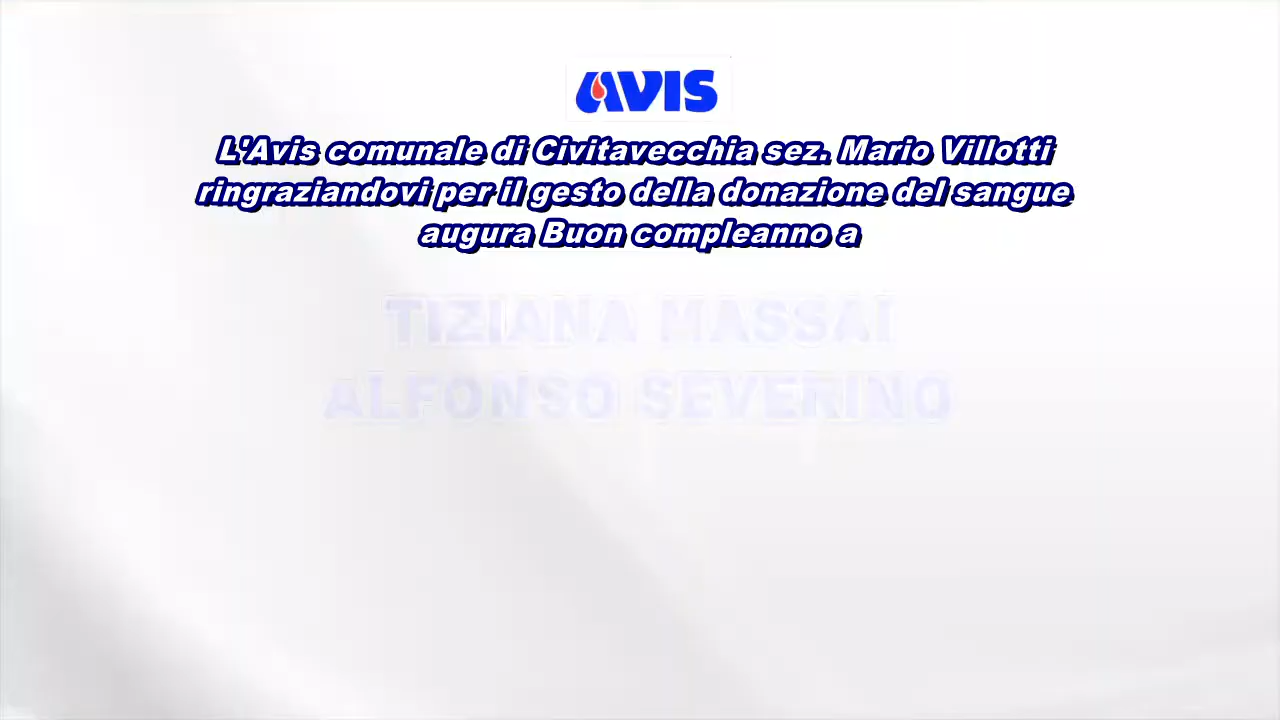 AVIS
L'Avis comunale di Civitavecchia sez. Mario Villotti
ringraziandovi per il gesto della donazione del sangue
augura Buon compleanno a
TIZIANA MASSAI
ALFONSO SEVERINO